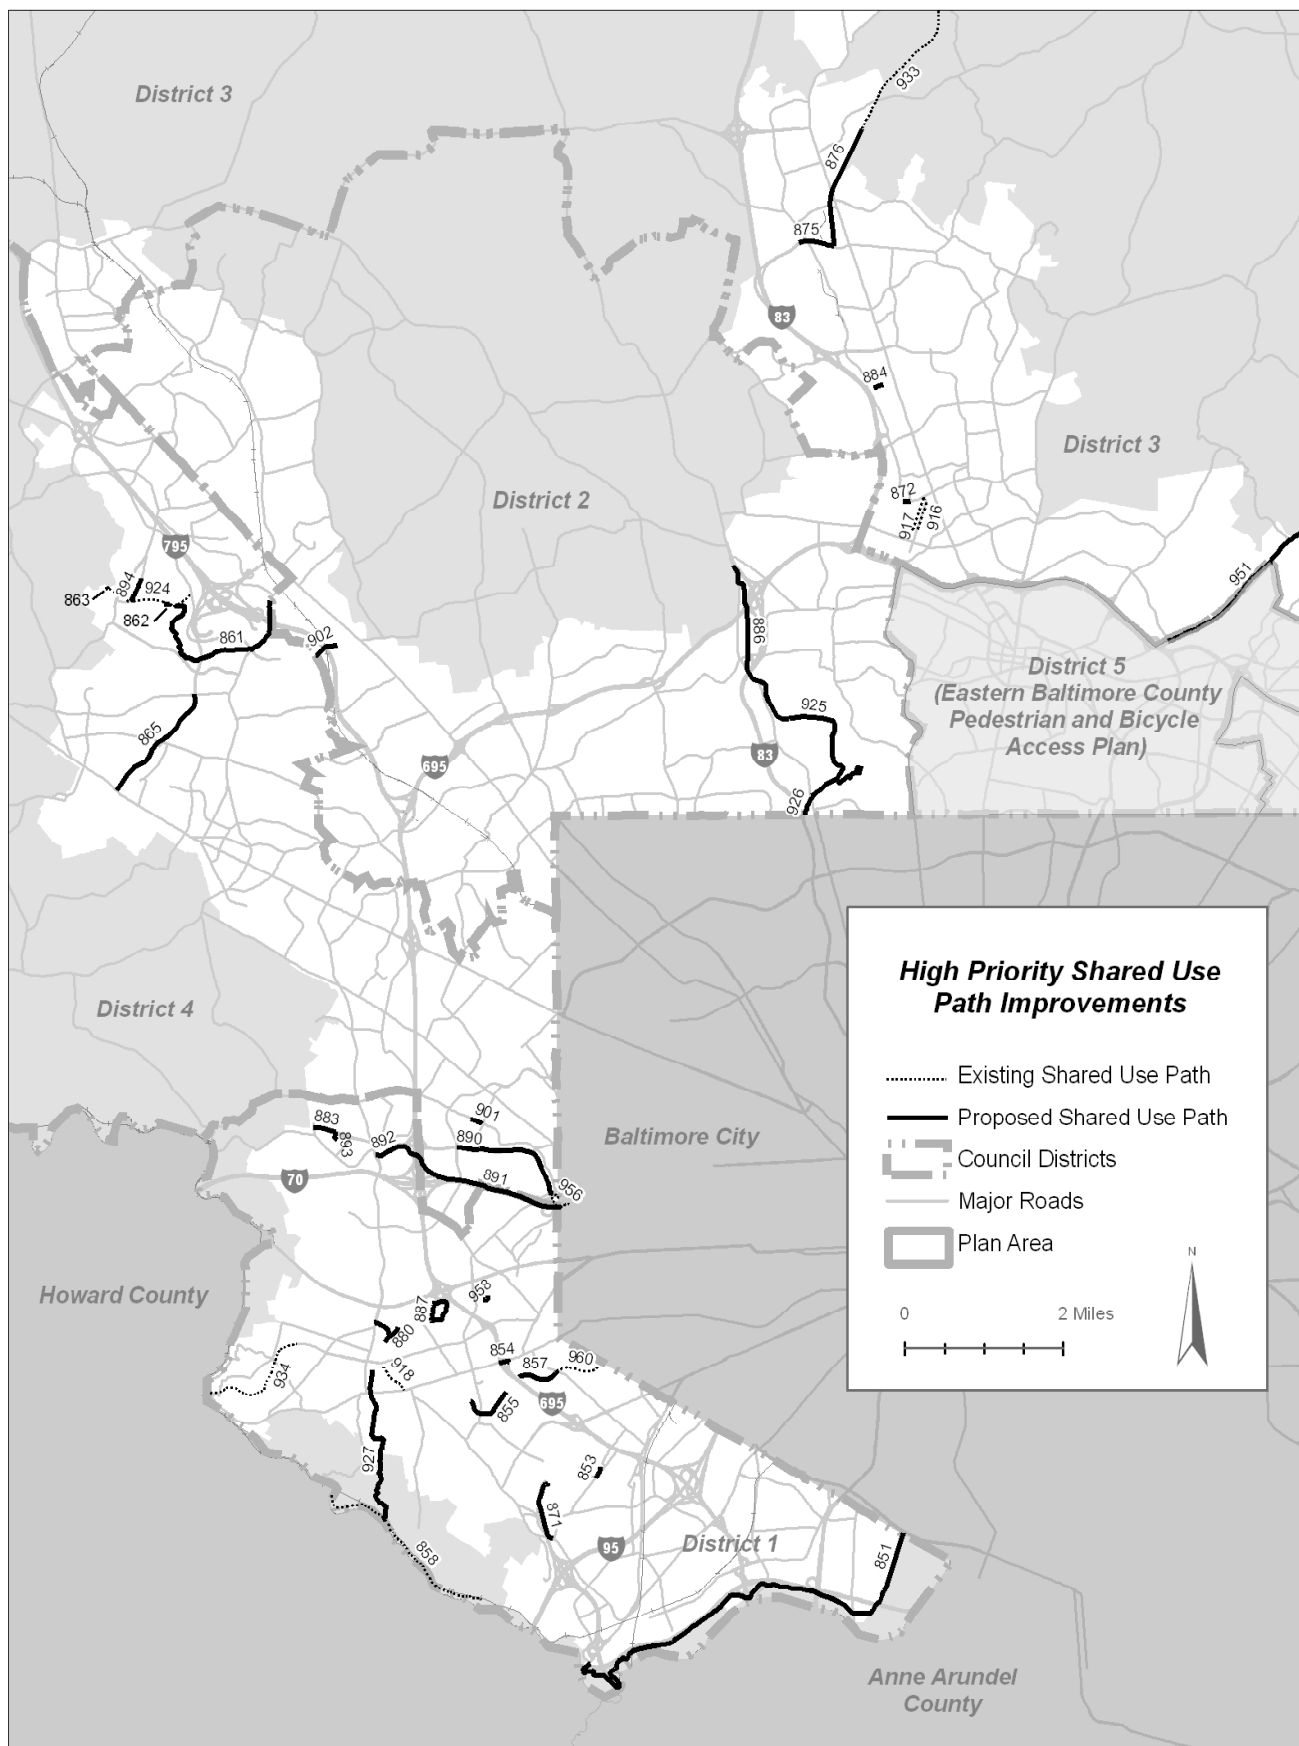 933
District 3
876
875
83
884
District 3
District 2
872
917
916
795
951
894
924
863
862
861
902
886
District 5
(Eastern Baltimore County
Pedestrian and Bicycle
Access Plan)
925
865
83
695
926
High Priority Shared Use
Path Improvements
District 4
Existing Shared Use Path
Proposed Shared Use Path
Council Districts
Major Roads
Plan Area
N
0
2 Miles
901
883
893
892
890
Baltimore City
70
891
956
Howard County
958
887
880
854
857
960
934
918
855
695
927
853
871
95
District 1
858
851
Anne Arundel
County